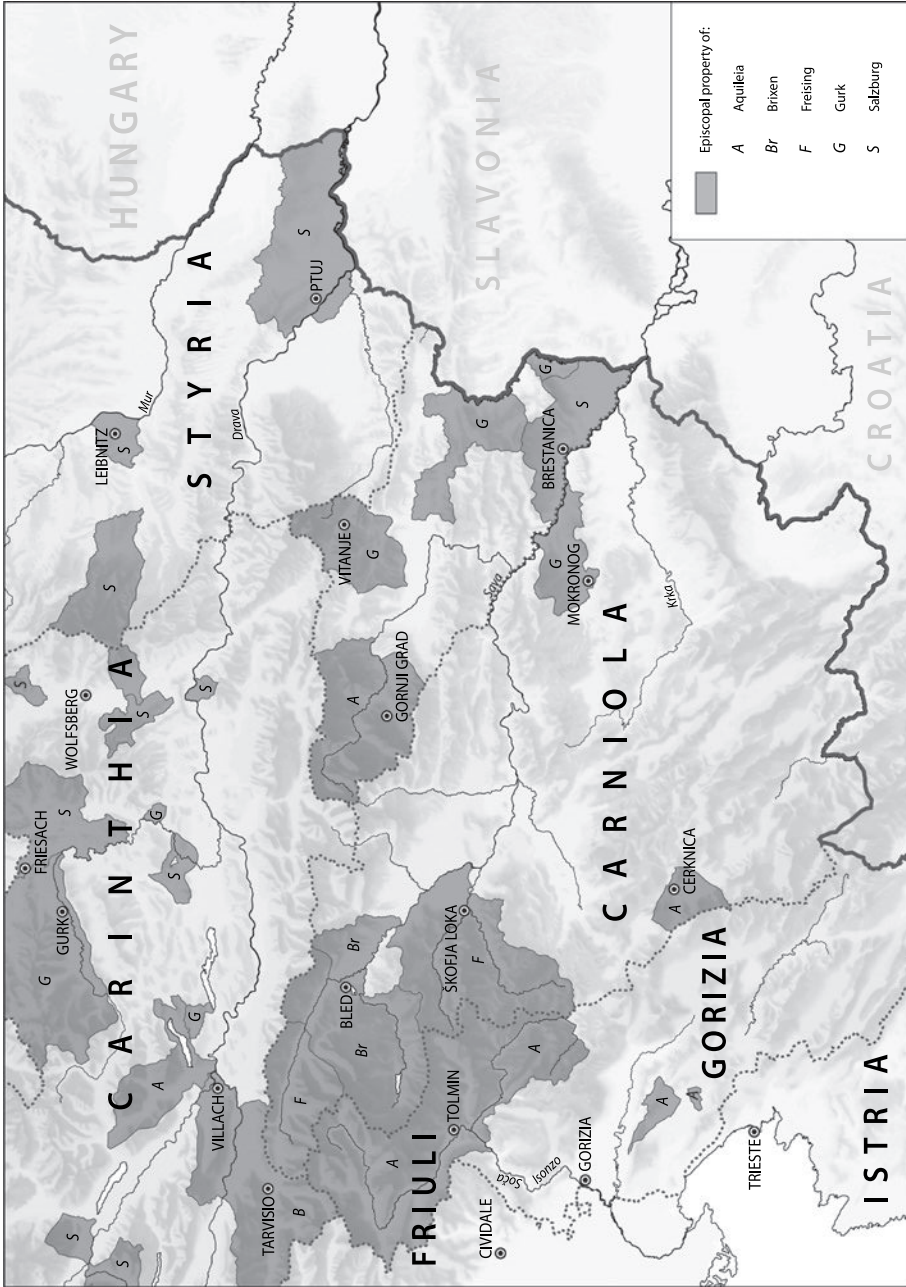 HUNGARY
SLAVONIA
CROATIA
STYRIA
CARINTHIA
CARNIOLA
FRIULI
GORIZIA
ISTRIA
S
FRIESACH
GURK
G
S
WOLFSBERG
S
S
G
S
S
S
LEIBNITZ
S
Mur
Drava
S
PTUJ
S
S
A
G
VILLACH
TARVISIO
B
F
BLED
Br
Br
A
GORNJI GRAD
VITANJE
G
G
G
S
BRESTANICA
G
MOKRONOG
Sava
Krka
ŠKOFJA LOKA
F
A
TOLMIN
A
CIVIDALE
Soča
Isonzo
GORIZIA
A
CERKNICA
A
A
TRIESTE
Episcopal property of:
A Aquileia
Br Brixen
F Freising
G Gurk
S Salzburg